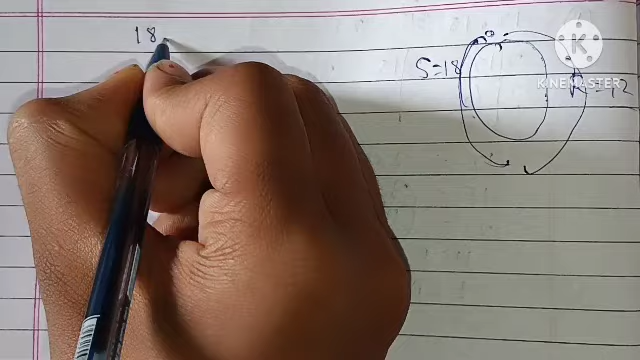 18
S=18
K
KINEMASTER
= 12